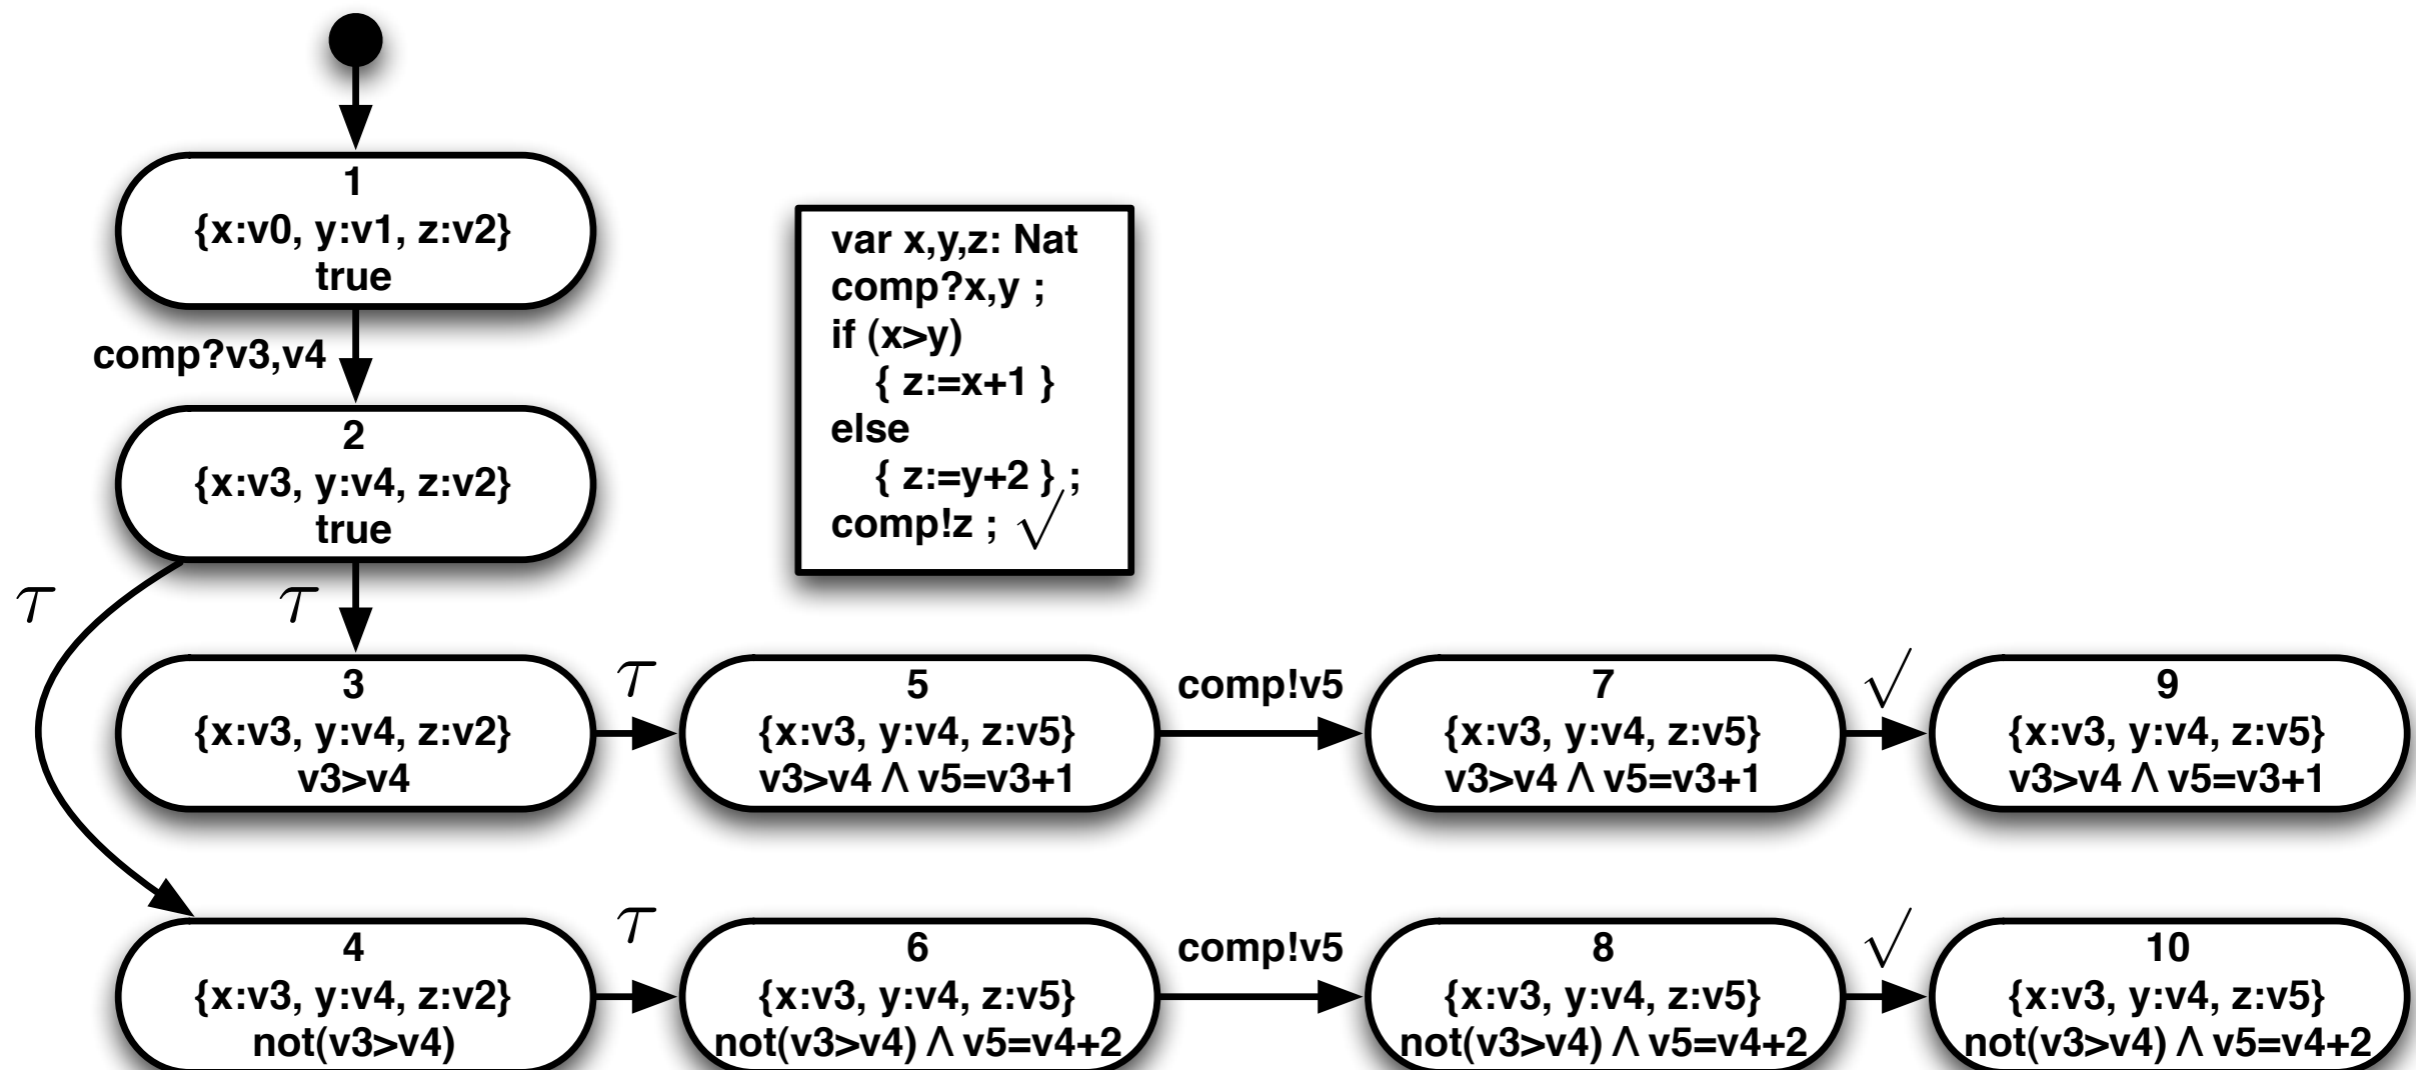 1
{x:v0, y:v1, z:v2}
true
comp?v3,v4
2
{x:v3, y:v4, z:v2}
true
var x,y,z: Nat
comp?x,y ;
if (x>y)
{ z:=x+1 }
else
{ z:=y+2 } ;
comp!z ; √
τ
τ
3
{x:v3, y:v4, z:v2}
v3>v4
τ
5
{x:v3, y:v4, z:v5}
v3>v4 ∧ v5=v3+1
comp!v5
7
{x:v3, y:v4, z:v5}
v3>v4 ∧ v5=v3+1
√
9
{x:v3, y:v4, z:v5}
v3>v4 ∧ v5=v3+1
4
{x:v3, y:v4, z:v2}
not(v3>v4)
τ
6
{x:v3, y:v4, z:v5}
not(v3>v4) ∧ v5=v4+2
comp!v5
8
{x:v3, y:v4, z:v5}
not(v3>v4) ∧ v5=v4+2
√
10
{x:v3, y:v4, z:v5}
not(v3>v4) ∧ v5=v4+2